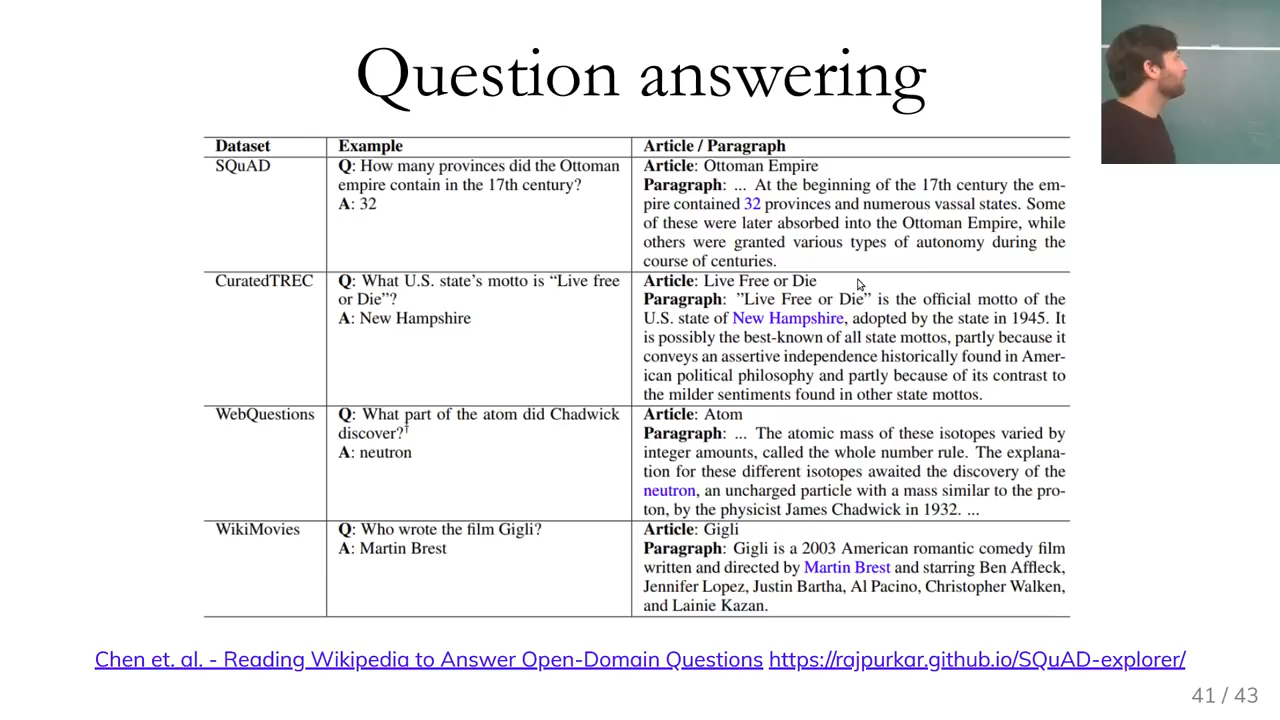 Question answering
Dataset Example Article / Paragraph
SQuAD
Q: How many provinces did the Ottoman
empire contain in the 17th century?
A: 32
Article: Ottoman Empire
Paragraph: ... At the beginning of the 17th century the em-
pire contained 32 provinces and numerous vassal states. Some
of these were later absorbed into the Ottoman Empire, while
others were granted various types of autonomy during the
course of centuries.
CuratedTREC
Q: What U.S. state's motto is “Live free
or Die”?
A: New Hampshire
Article: Live Free or Die
Paragraph: ”Live Free or Die” is the official motto of the
U.S. state of New Hampshire, adopted by the state in 1945. It
is possibly the best-known of all state mottos, partly because it
conveys an assertive independence historically found in Amer-
ican political philosophy and partly because of its contrast to
the milder sentiments found in other state mottos.
WebQuestions
Q: What part of the atom did Chadwick
discover?†
A: neutron
Article: Atom
Paragraph: ... The atomic mass of these isotopes varied by
integer amounts, called the whole number rule. The explana-
tion for these different isotopes awaited the discovery of the
neutron, an uncharged particle with a mass similar to the pro-
ton, by the physicist James Chadwick in 1932. ...
WikiMovies
Q: Who wrote the film Gigli?
A: Martin Brest
Article: Gigli
Paragraph: Gigli is a 2003 American romantic comedy film
written and directed by Martin Brest and starring Ben Affleck,
Jennifer Lopez, Justin Bartha, Al Pacino, Christopher Walken,
and Lainie Kazan.
Chen et. al. - Reading Wikipedia to Answer Open-Domain Questions https://rajpurkar.github.io/SQuAD-explorer/
41 / 43